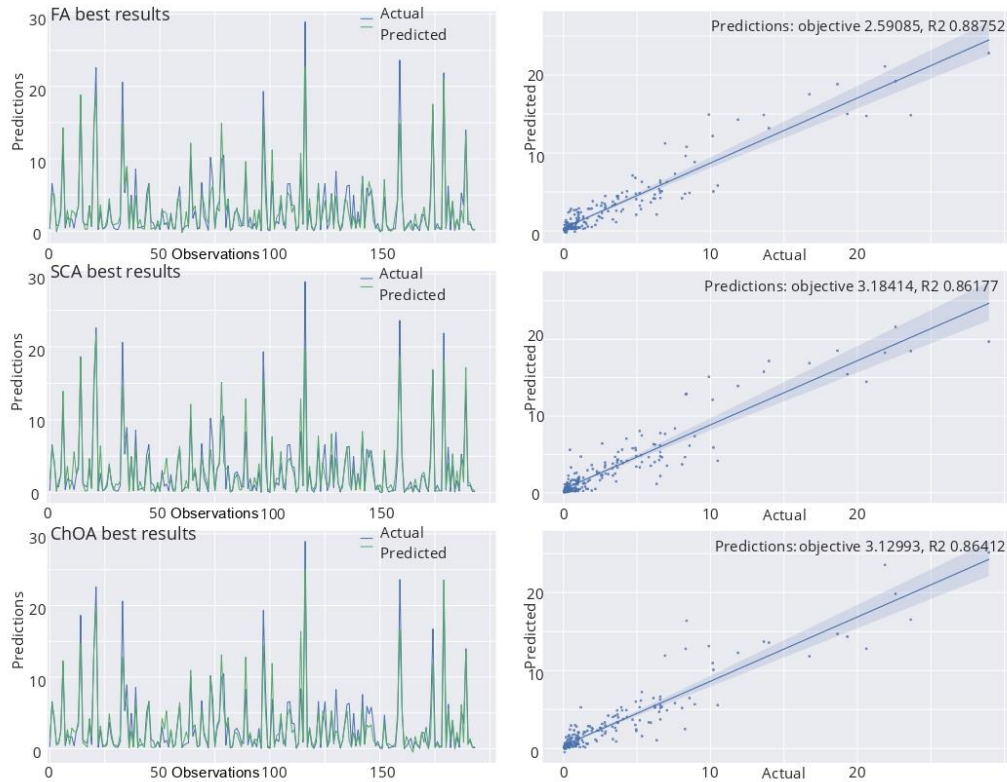 FA best results
Actual
Predicted
Predictions
30
20
10
0
0
50
Observations
100
150
Predictions: objective 2.59085, R2 0.88752
Predicted
20
10
0
0
10
Actual
20
SCA best results
Actual
Predicted
Predictions
30
20
10
0
0
50
Observations
100
150
Predictions: objective 3.18414, R2 0.86177
Predicted
20
10
0
0
10
Actual
20
ChOA best results
Actual
Predicted
Predictions
30
20
10
0
0
50
Observations
100
150
Predictions: objective 3.12993, R2 0.86412
Predicted
20
10
0
0
10
Actual
20